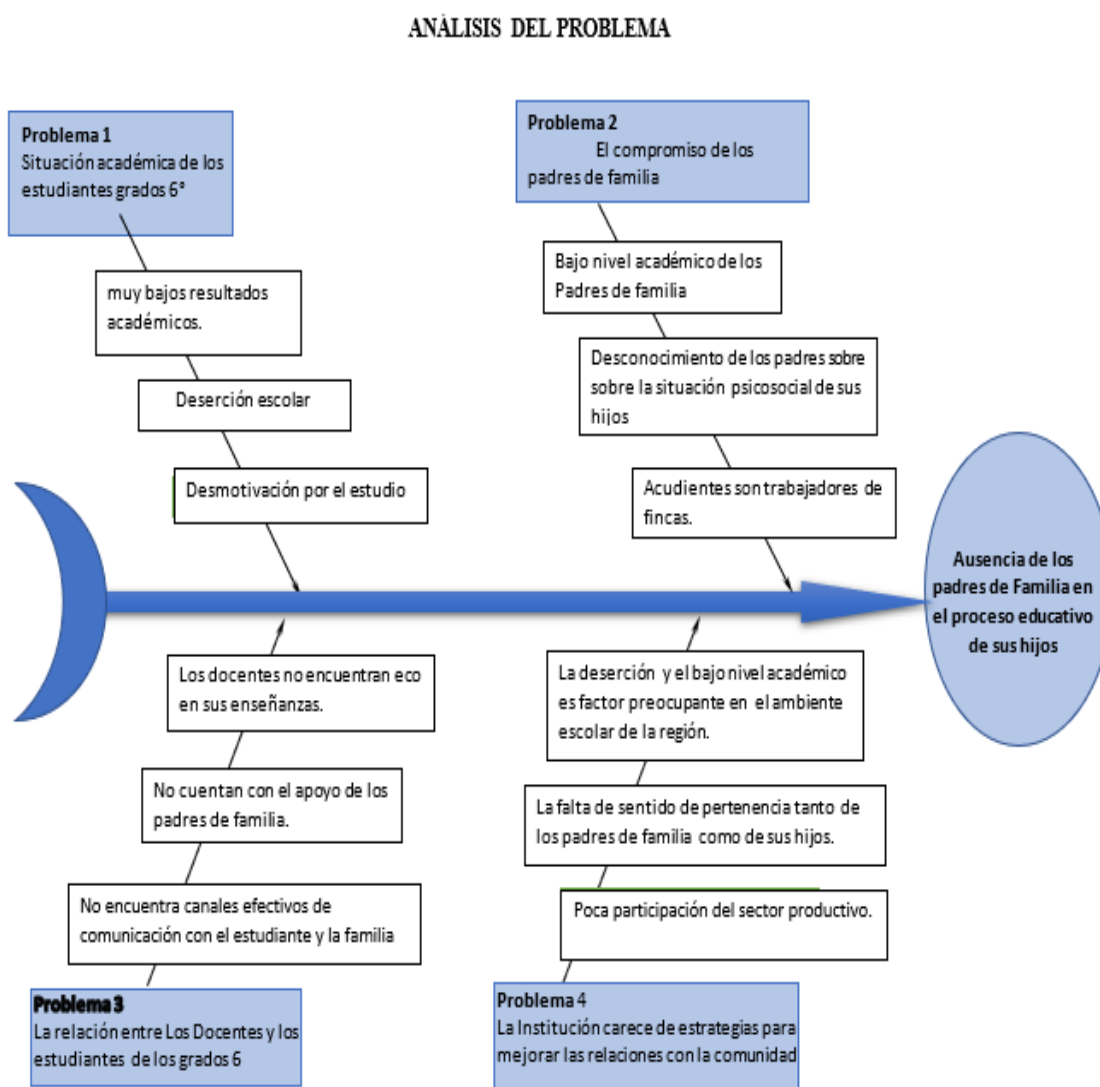 ANÁLISIS DEL PROBLEMA
Problema 1
Situación académica de los
estudiantes grados 6°
muy bajos resultados
académicos.
Deserción escolar
Desmotivación por el estudio
Problema 2
El compromiso de los
padres de familia
Bajo nivel académico de los
Padres de familia
Desconocimiento de los padres sobre
sobre la situación psicosocial de sus
hijos
Acudientes son trabajadores de
fincas.
Ausencia de los
padres de Familia en
el proceso educativo
de sus hijos
Los docentes no encuentran eco
en sus enseñanzas.
No cuentan con el apoyo de los
padres de familia.
No encuentra canales efectivos de
comunicación con el estudiante y la familia
Problema 3
La relación entre Los Docentes y los
estudiantes de los grados 6
La deserción y el bajo nivel académico
es factor preocupante en el ambiente
escolar de la región.
La falta de sentido de pertenencia tanto de
los padres de familia como de sus hijos.
Poca participación del sector productivo.
Problema 4
La Institución carece de estrategias para
mejorar las relaciones con la comunidad